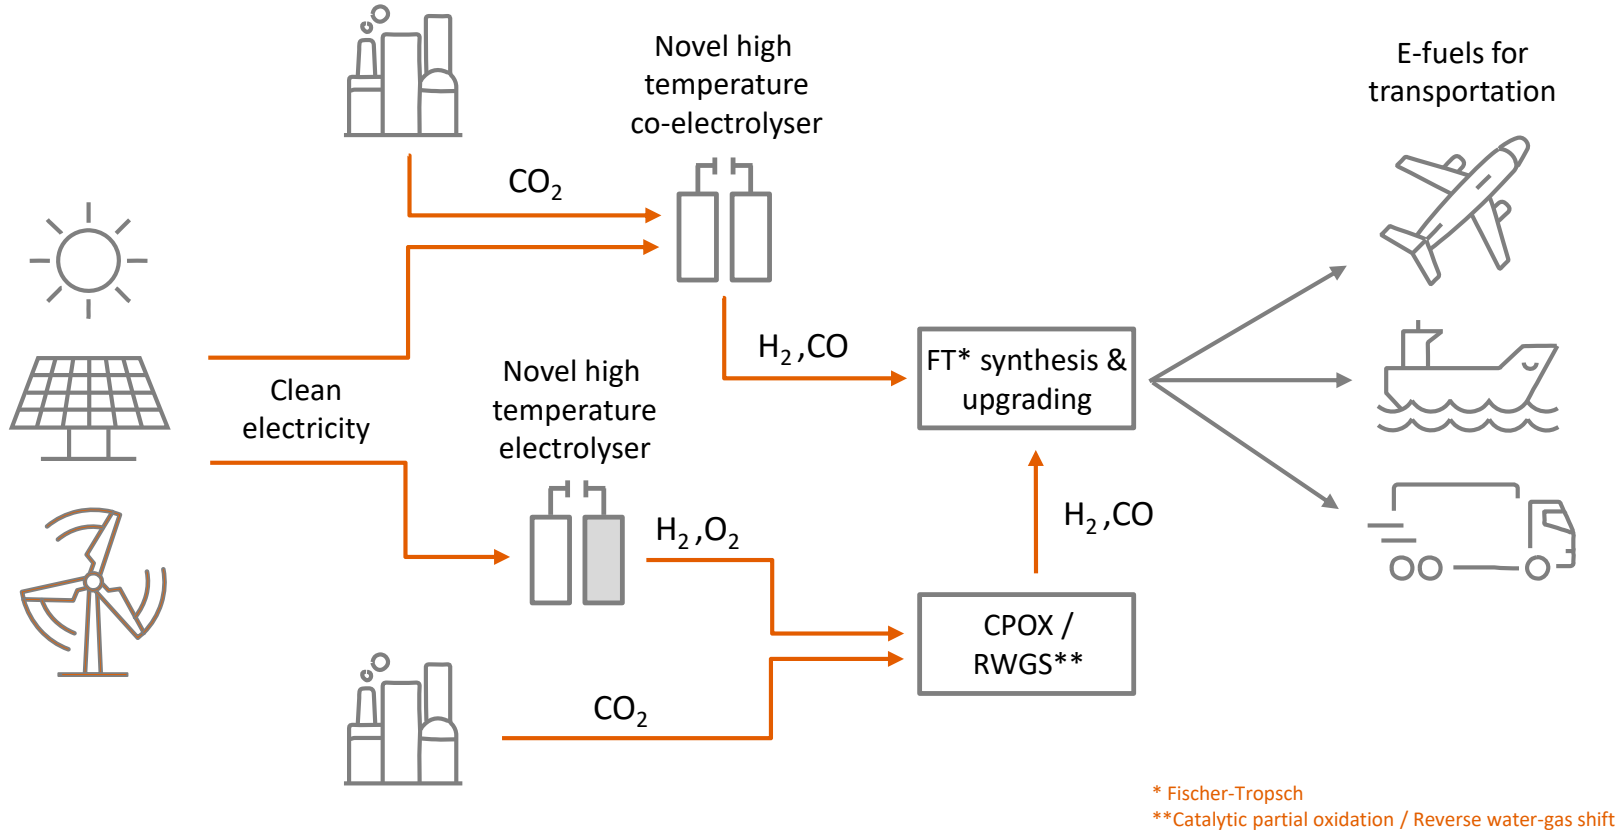 Novel high
temperature
co-electrolyser
E-fuels for
transportation
CO₂
H₂ ,CO
FT* synthesis &
upgrading
Clean
electricity
Novel high
temperature
electrolyser
H₂ ,O₂
H₂ ,CO
CPOX /
RWGS**
CO₂
* Fischer-Tropsch
**Catalytic partial oxidation / Reverse water-gas shift